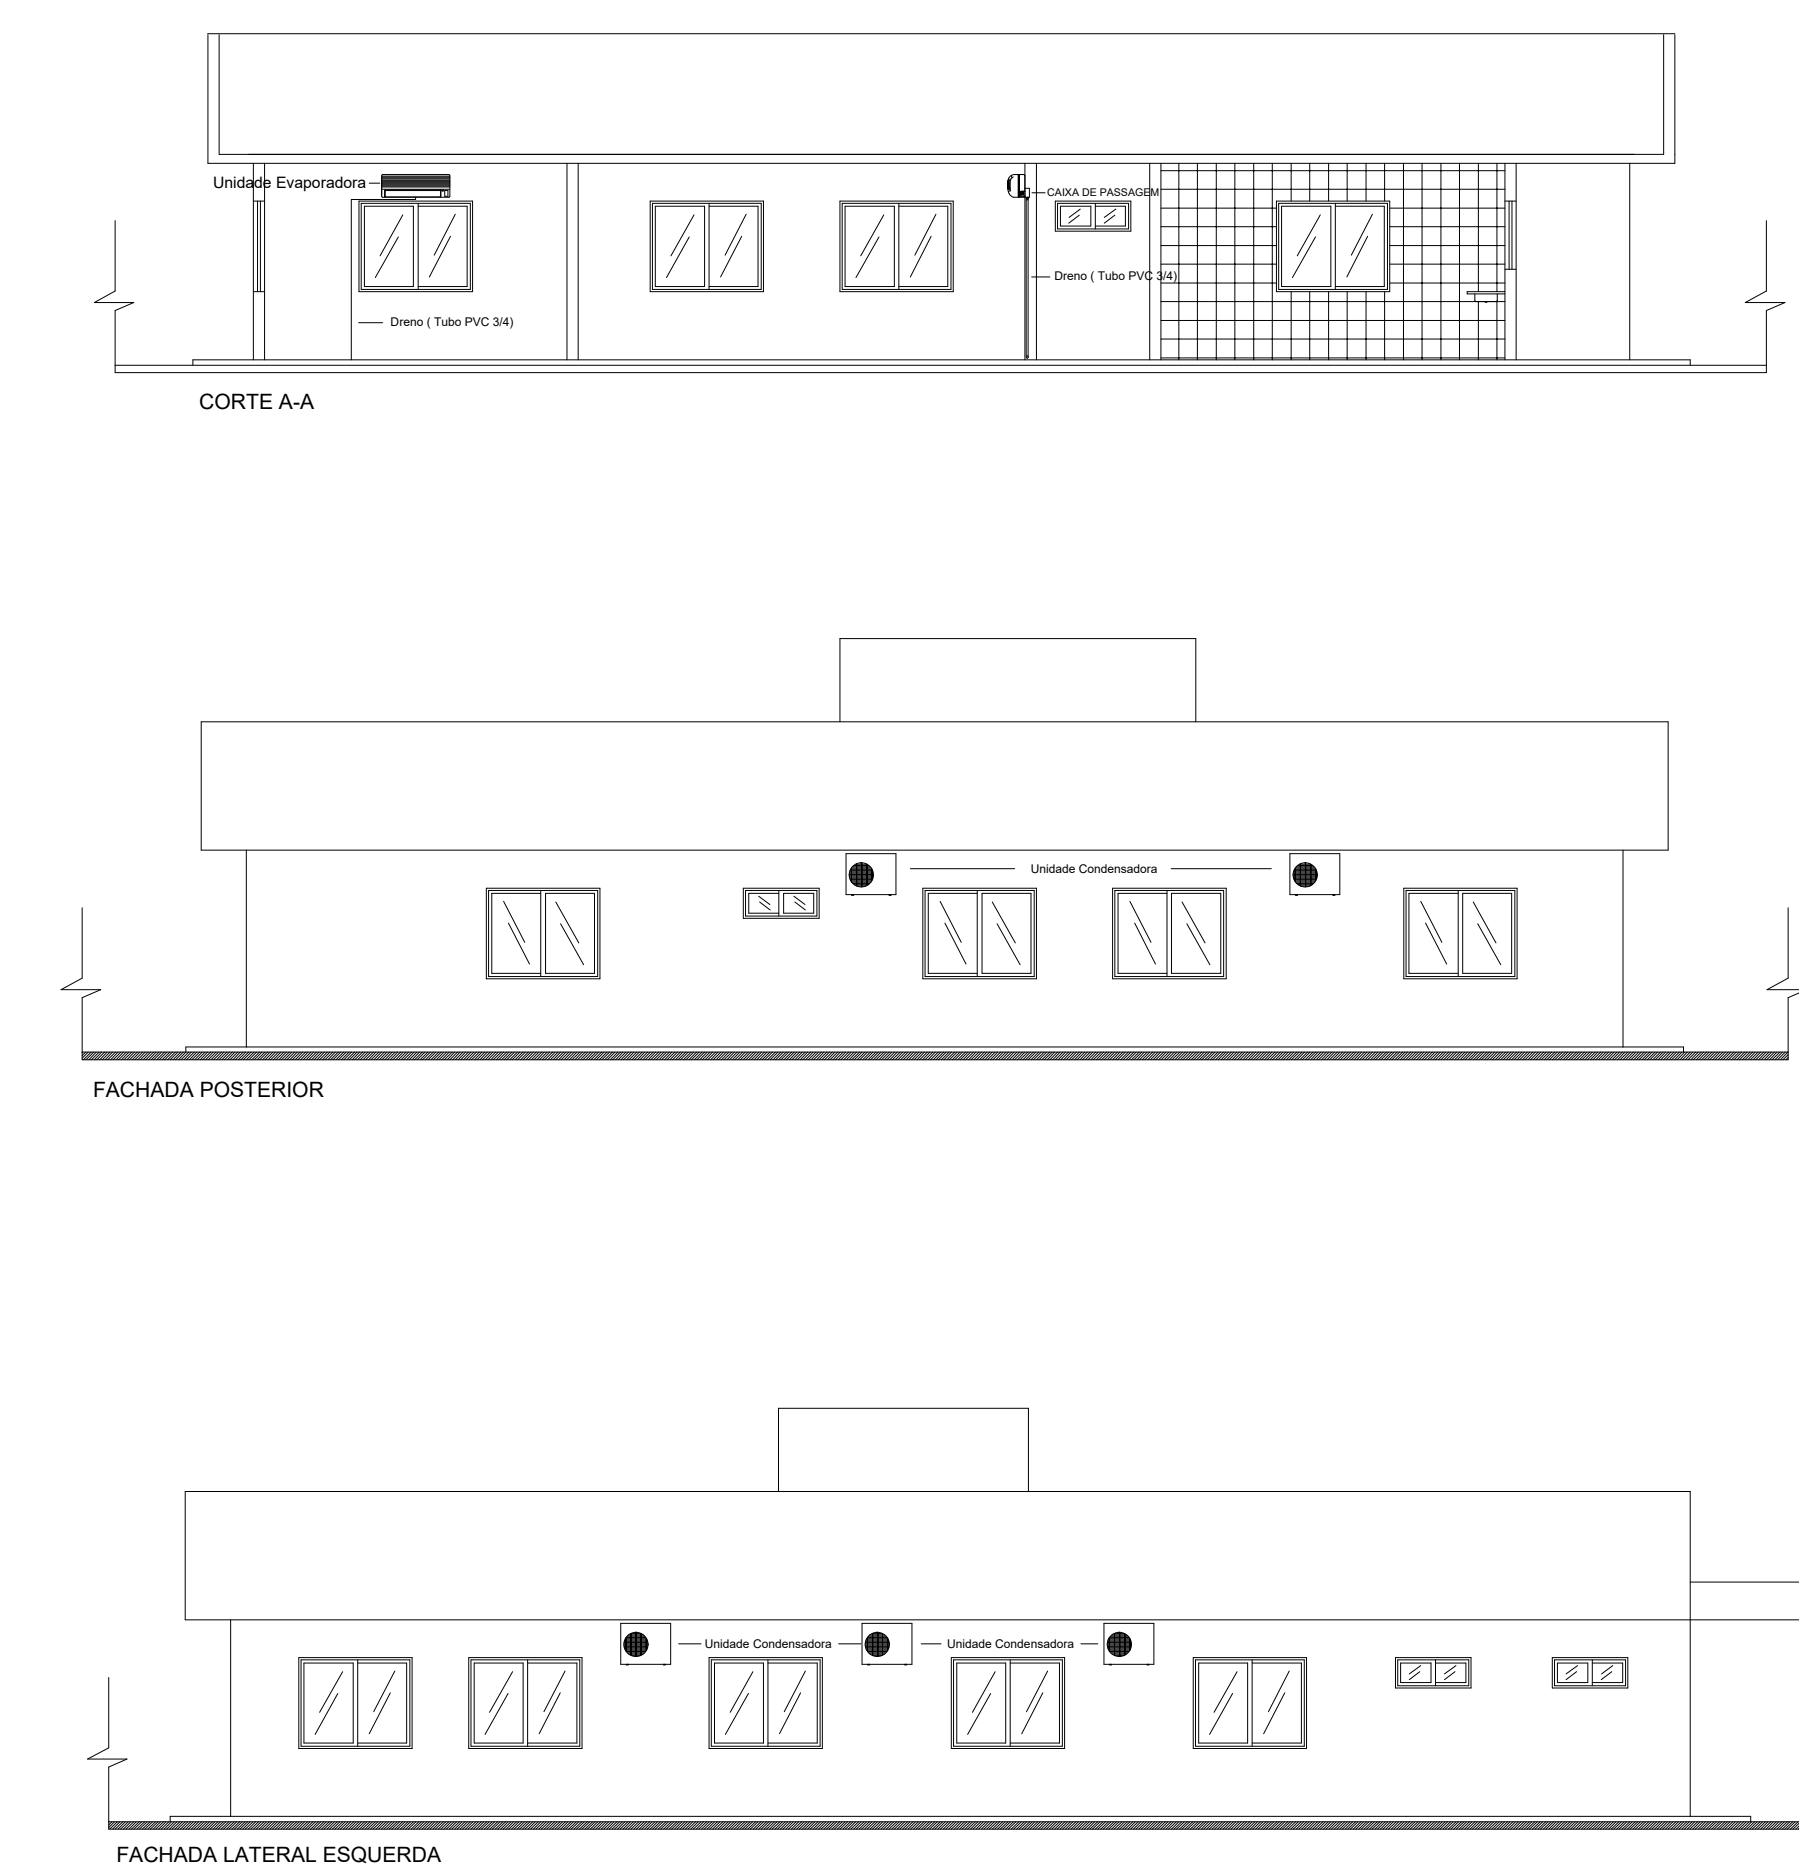 Unidade Evaporadora
CAIXA DE PASSAGEM
Dreno ( Tubo PVC 3/4)
Dreno ( Tubo PVC 3/4)
CORTE A-A
Unidade Condensadora
FACHADA POSTERIOR
Unidade Condensadora
Unidade Condensadora
FACHADA LATERAL ESQUERDA